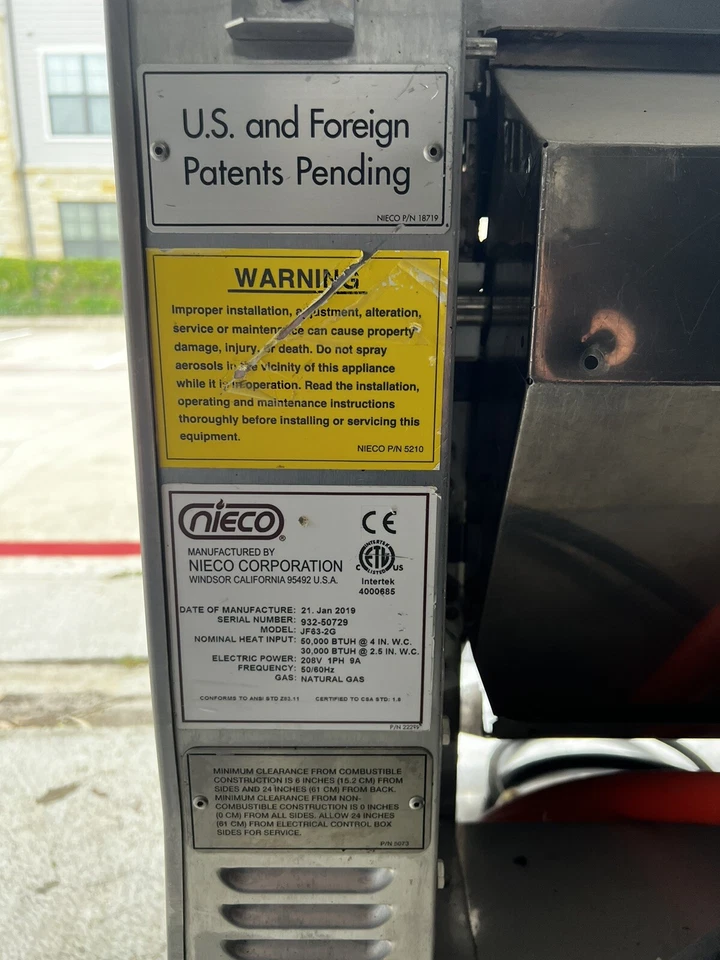 U.S. and Foreign
Patents Pending
NIECO P/N 18719
WARNING
Improper installation, adjustment, alteration,
service or maintenance can cause property
damage, injury, or death. Do not spray
aerosols in the vicinity of this appliance
while it is in operation. Read the installation,
operating and maintenance instructions
thoroughly before installing or servicing this
equipment.
NIECO P/N 5210
NIECO ®
CE
MANUFACTURED BY
NIECO CORPORATION
WINDSOR CALIFORNIA 95492 U.S.A.
INTERTEK
C ETL US
LISTED
Intertek
4000685
DATE OF MANUFACTURE: 21. Jan 2019
SERIAL NUMBER: 932-50729
MODEL: JF63-2G
NOMINAL HEAT INPUT: 50,000 BTUH @ 4 IN. W.C.
30,000 BTUH @ 2.5 IN. W.C.
ELECTRIC POWER: 208V 1PH 9A
FREQUENCY: 50/60Hz
GAS: NATURAL GAS
CONFORMS TO ANSI STD Z83.11 CERTIFIED TO CSA STD: 1.8
MINIMUM CLEARANCE FROM COMBUSTIBLE
CONSTRUCTION IS 6 INCHES (15.2 CM) FROM
SIDES AND 24 INCHES (61 CM) FROM BACK.
MINIMUM CLEARANCE FROM NON-
COMBUSTIBLE CONSTRUCTION IS 0 INCHES
(0 CM) FROM ALL SIDES. ALLOW 24 INCHES
(61 CM) FROM ELECTRICAL CONTROL BOX
SIDES FOR SERVICE.
P/N 5073